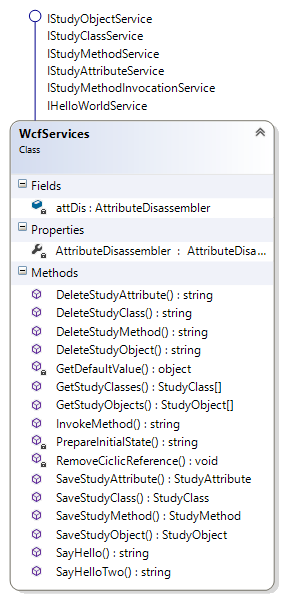 IStudyObjectService
IStudyClassService
IStudyMethodService
IStudyAttributeService
IStudyMethodInvocationService
IHelloWorldService
WcfServices
Class
Fields
attDis : AttributeDisassembler
Properties
AttributeDisassembler : AttributeDisa...
Methods
DeleteStudyAttribute() : string
DeleteStudyClass() : string
DeleteStudyMethod() : string
DeleteStudyObject() : string
GetDefaultValue() : object
GetStudyClasses() : StudyClass[]
GetStudyObjects() : StudyObject[]
InvokeMethod() : string
PrepareInitialState() : string
RemoveCiclicReference() : void
SaveStudyAttribute() : StudyAttribute
SaveStudyClass() : StudyClass
SaveStudyMethod() : StudyMethod
SaveStudyObject() : StudyObject
SayHello() : string
SayHelloTwo() : string